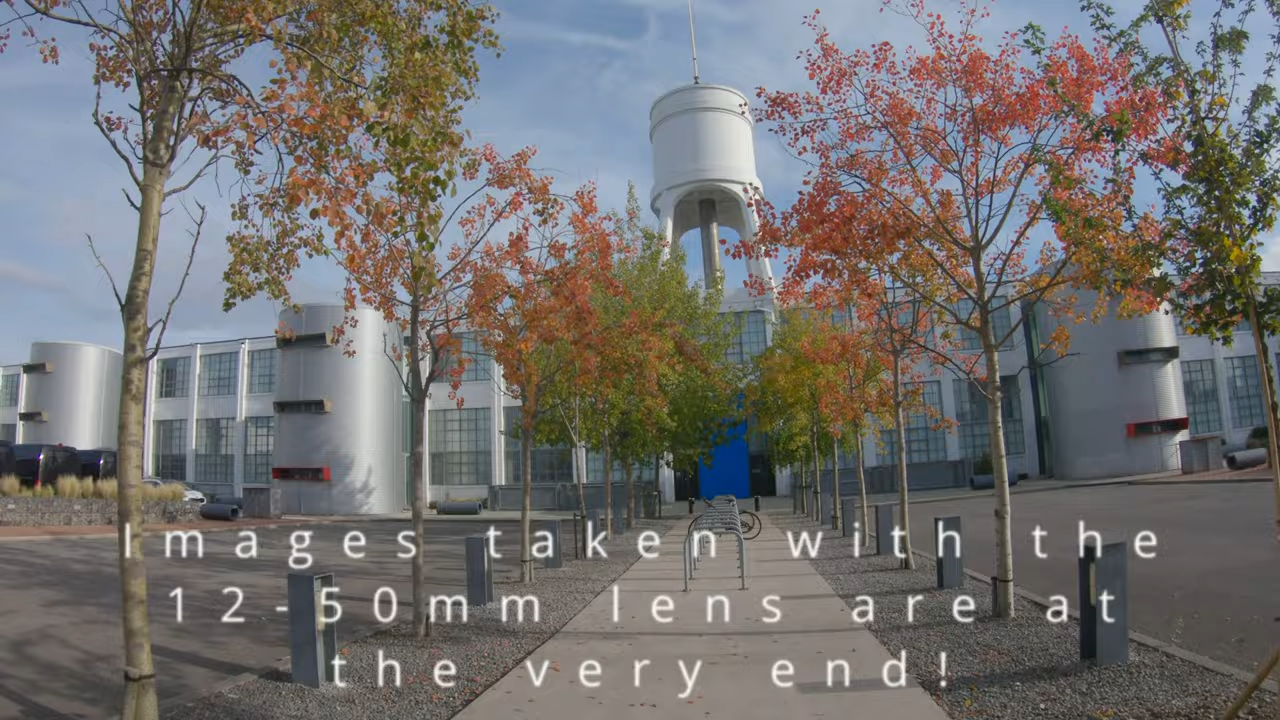 Images taken with the
12-50mm lens are at
the very end!